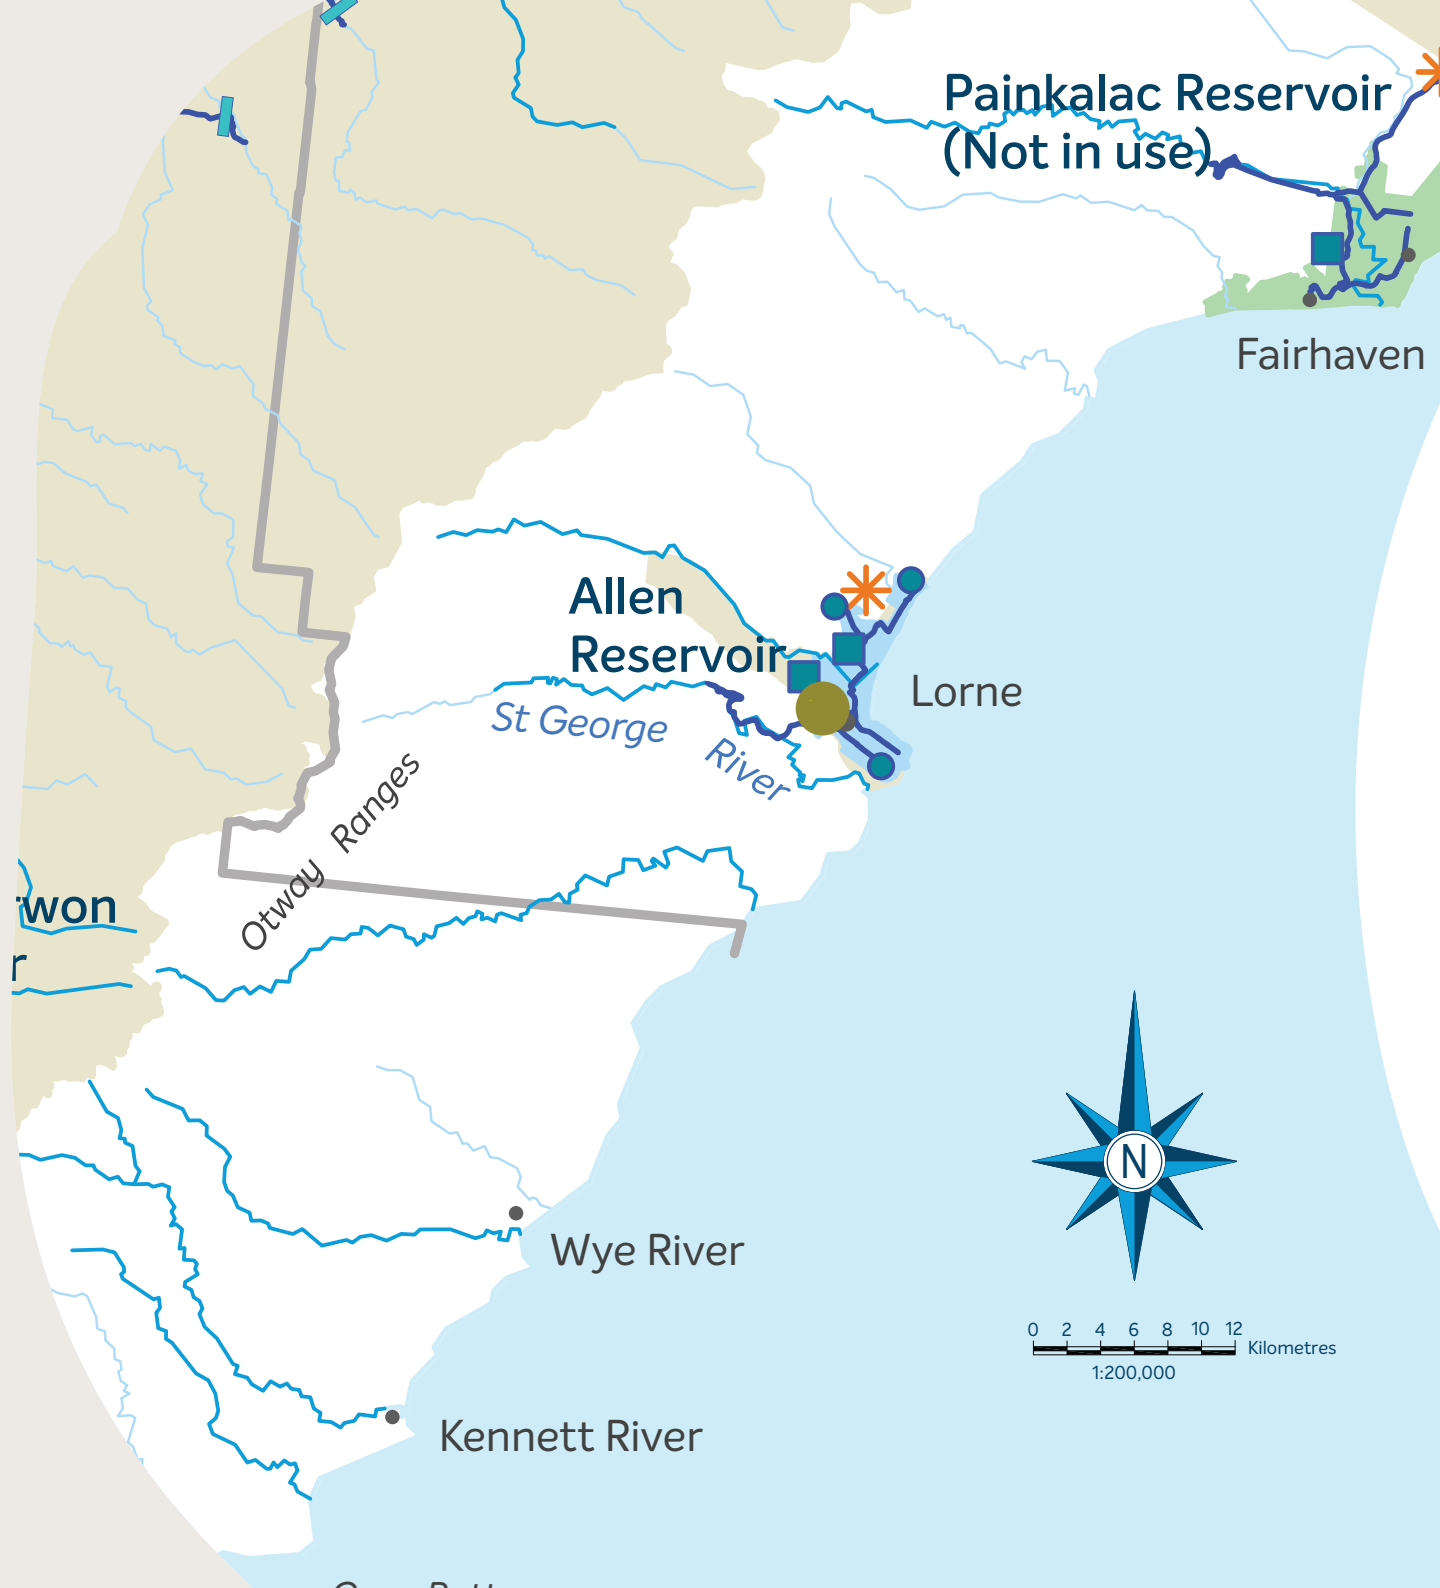 Painkalac Reservoir
(Not in use)
Fairhaven
Allen
Reservoir
Lorne
St George
River
Otway Ranges
won
r
N
Wye River
0 2 4 6 8 10 12
Kilometres
1:200,000
Kennett River